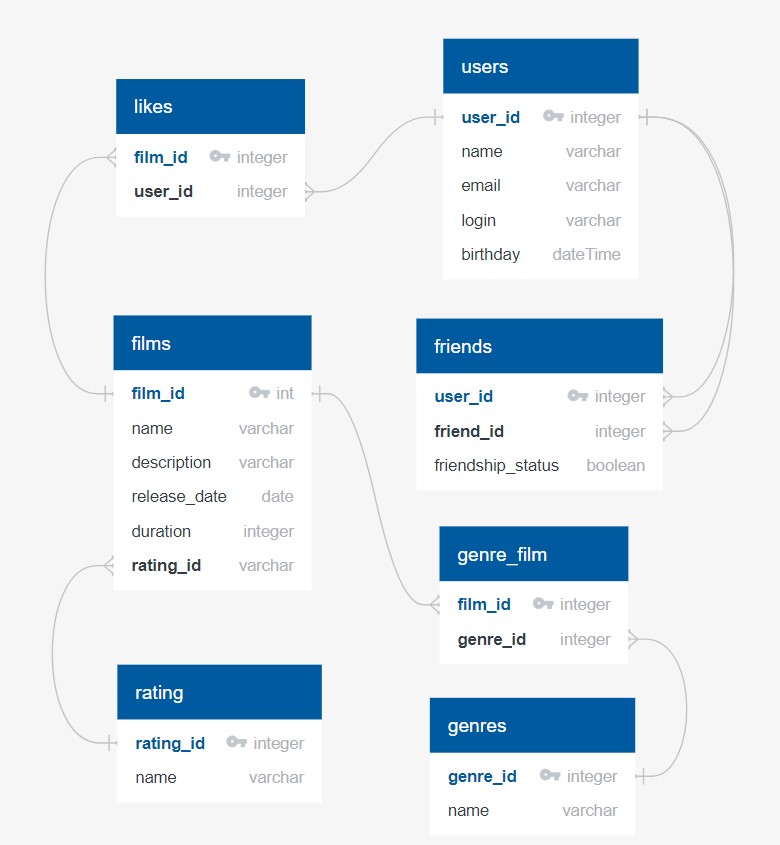 likes
film_id integer
user_id integer
users
user_id integer
name varchar
email varchar
login varchar
birthday dateTime
films
film_id int
name varchar
description varchar
release_date date
duration integer
rating_id varchar
friends
user_id integer
friend_id integer
friendship_status boolean
genre_film
film_id integer
genre_id integer
rating
rating_id integer
name varchar
genres
genre_id integer
name varchar